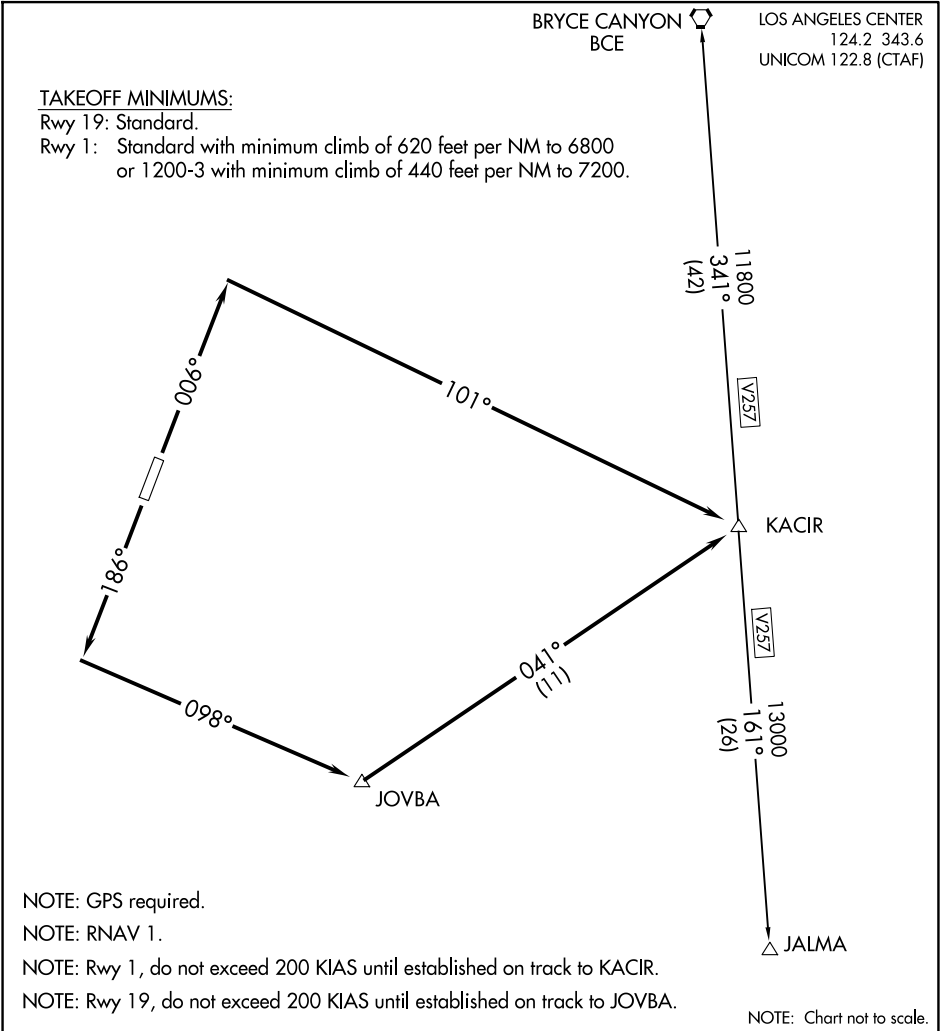 BRYCE CANYON
BCE
LOS ANGELES CENTER
124.2 343.6
UNICOM 122.8 (CTAF)
TAKEOFF MINIMUMS:
Rwy 19: Standard.
Rwy 1: Standard with minimum climb of 620 feet per NM to 6800
or 1200-3 with minimum climb of 440 feet per NM to 7200.
11800
341°
(42)
006°
101°
V257
KACIR
186°
V257
041°
(11)
098°
13000
161°
(26)
JOVBA
JALMA
NOTE: GPS required.
NOTE: RNAV 1.
NOTE: Rwy 1, do not exceed 200 KIAS until established on track to KACIR.
NOTE: Rwy 19, do not exceed 200 KIAS until established on track to JOVBA.
NOTE: Chart not to scale.